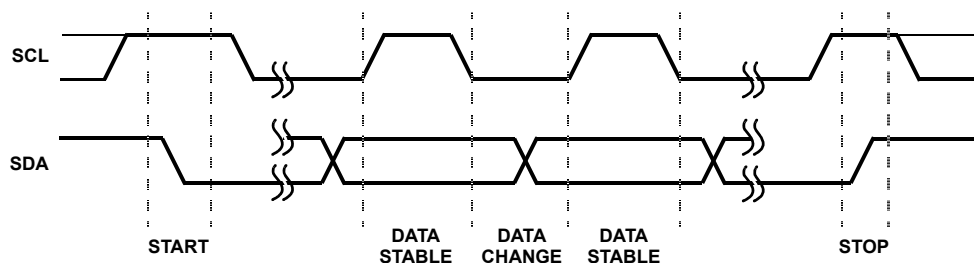 SCL
SDA
START
DATA
STABLE
DATA
CHANGE
DATA
STABLE
STOP